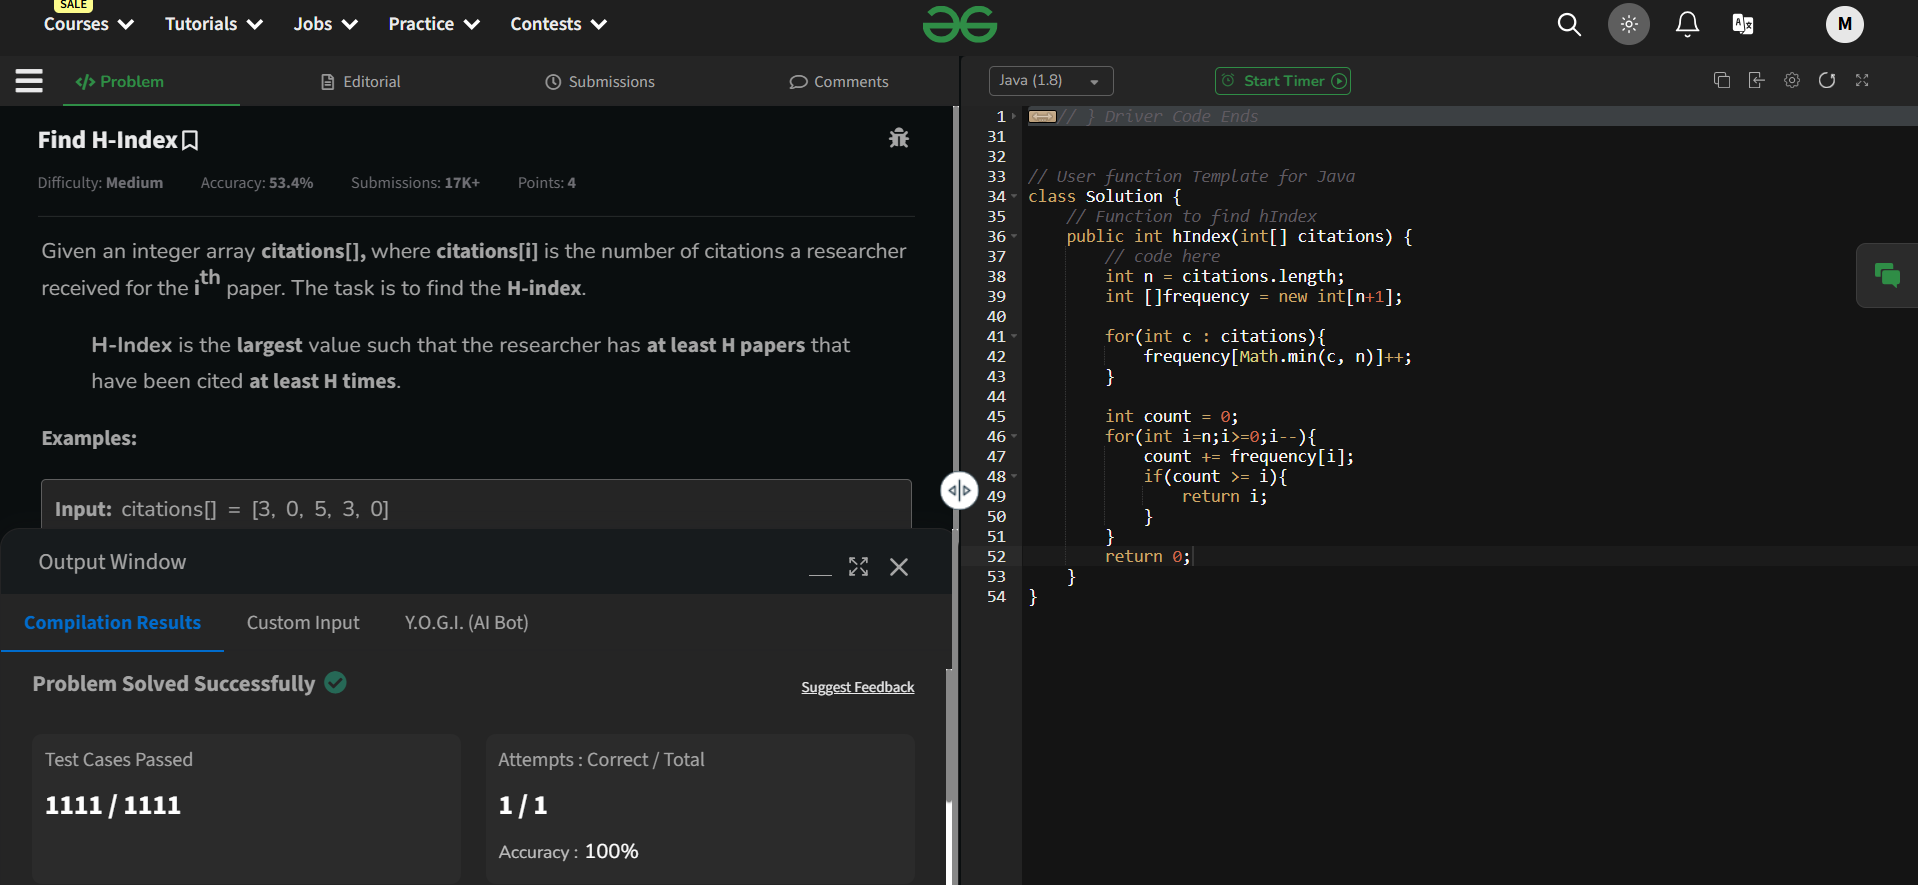 SALE
Courses
Tutorials
Jobs
Practice
Contests
M
</> Problem
Editorial
Submissions
Comments
Java (1.8)
Start Timer
Find H-Index
Difficulty: Medium Accuracy: 53.4% Submissions: 17K+ Points: 4
Given an integer array citations[], where citations[i] is the number of citations a researcher
received for the ith paper. The task is to find the H-index.
H-Index is the largest value such that the researcher has at least H papers that
have been cited at least H times.
Examples:
Input: citations[] = [3, 0, 5, 3, 0]
Output Window
Compilation Results
Custom Input
Y.O.G.I. (AI Bot)
Problem Solved Successfully
Suggest Feedback
Test Cases Passed
1111 / 1111
Attempts : Correct / Total
1 / 1
Accuracy : 100%
1 // } Driver Code Ends
31
32
33 // User function Template for Java
34 class Solution {
35 // Function to find hIndex
36 public int hIndex(int[] citations) {
37 // code here
38 int n = citations.length;
39 int []frequency = new int[n+1];
40
41 for(int c : citations){
42 frequency[Math.min(c, n)]++;
43 }
44
45 int count = 0;
46 for(int i=n;i>=0;i--){
47 count += frequency[i];
48 if(count >= i){
49 return i;
50 }
51 }
52 return 0;
53 }
54 }